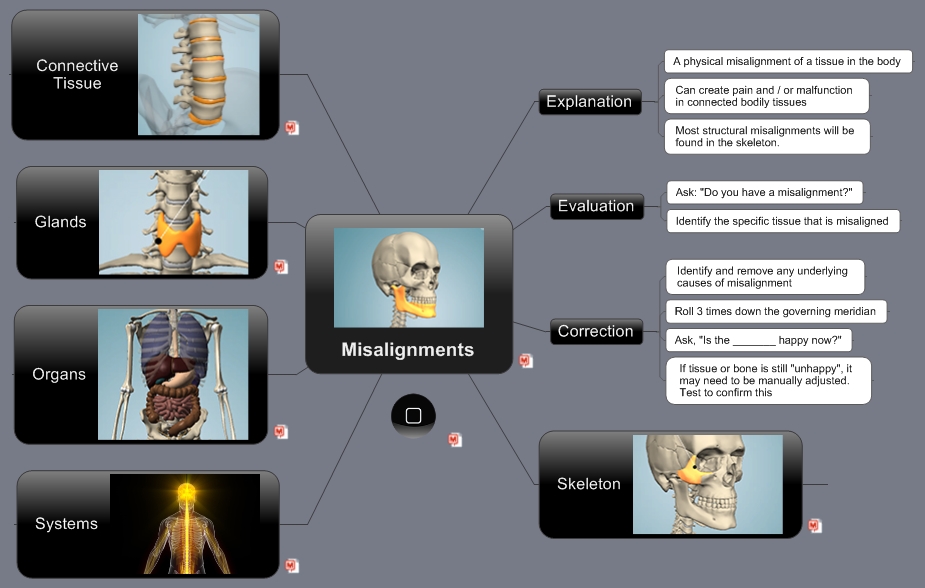 Connective
Tissue
Glands
Organs
Systems
Misalignments
Explanation
A physical misalignment of a tissue in the body
Can create pain and / or malfunction
in connected bodily tissues
Most structural misalignments will be
found in the skeleton.
Evaluation
Ask: "Do you have a misalignment?"
Identify the specific tissue that is misaligned
Correction
Identify and remove any underlying
causes of misalignment
Roll 3 times down the governing meridian
Ask, "Is the _______ happy now?"
If tissue or bone is still "unhappy", it
may need to be manually adjusted.
Test to confirm this
Skeleton